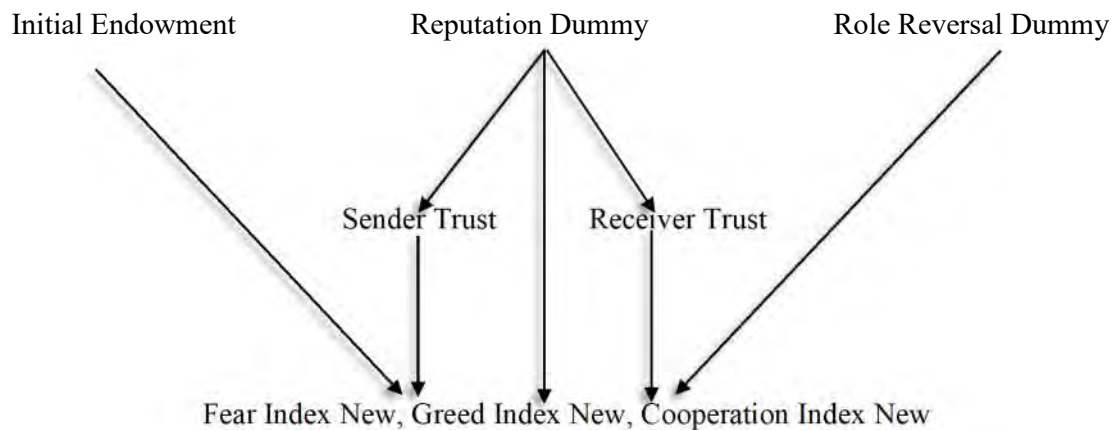 Initial Endowment Reputation Dummy Role Reversal Dummy
Sender Trust Receiver Trust
Fear Index New, Greed Index New, Cooperation Index New